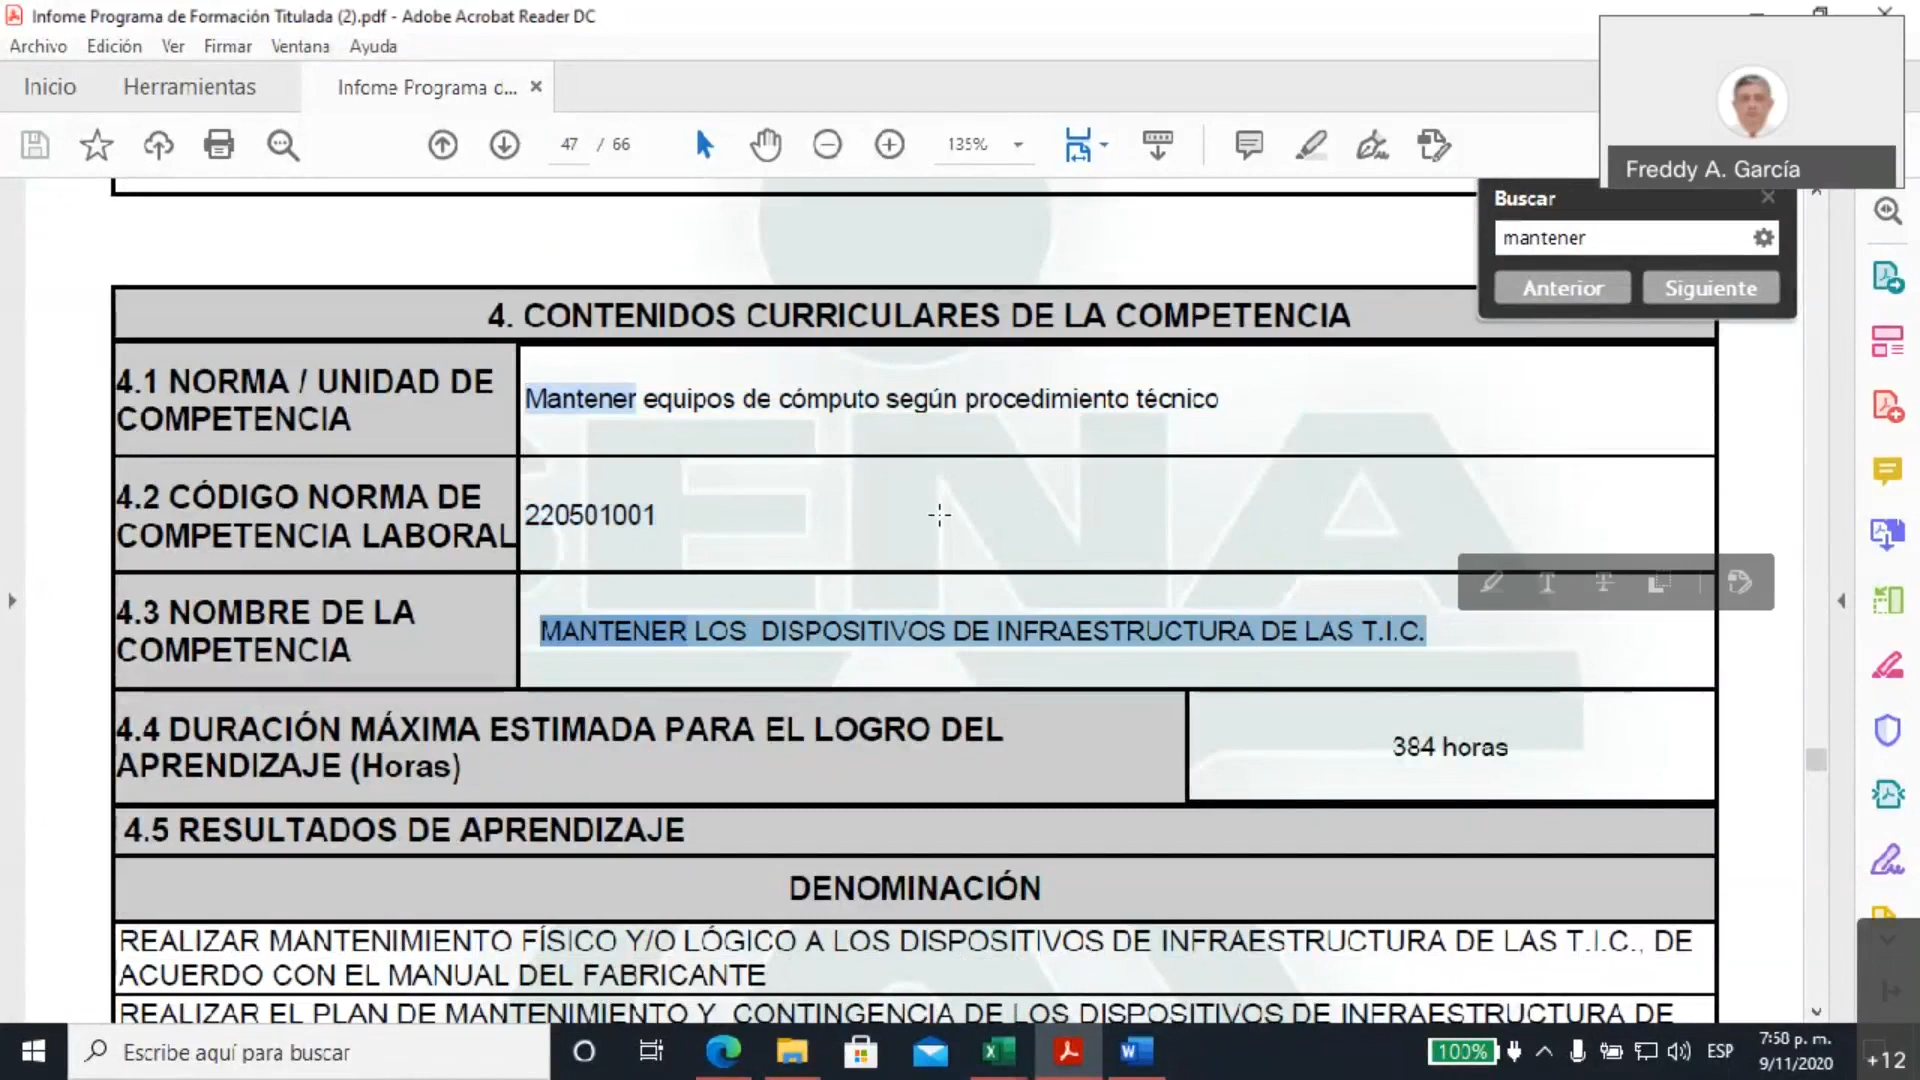 Infome Programa de Formación Titulada (2).pdf - Adobe Acrobat Reader DC
Archivo Edición Ver Firmar Ventana Ayuda
Inicio Herramientas Infome Programa d...
47 / 66 135%
Freddy A. García
Buscar
mantener
Anterior Siguiente
4. CONTENIDOS CURRICULARES DE LA COMPETENCIA
4.1 NORMA / UNIDAD DE
COMPETENCIA
Mantener equipos de cómputo según procedimiento técnico
4.2 CÓDIGO NORMA DE
COMPETENCIA LABORAL
220501001
4.3 NOMBRE DE LA
COMPETENCIA
MANTENER LOS DISPOSITIVOS DE INFRAESTRUCTURA DE LAS T.I.C.
4.4 DURACIÓN MÁXIMA ESTIMADA PARA EL LOGRO DEL
APRENDIZAJE (Horas)
384 horas
4.5 RESULTADOS DE APRENDIZAJE
DENOMINACIÓN
REALIZAR MANTENIMIENTO FÍSICO Y/O LÓGICO A LOS DISPOSITIVOS DE INFRAESTRUCTURA DE LAS T.I.C., DE
ACUERDO CON EL MANUAL DEL FABRICANTE
REALIZAR EL PLAN DE MANTENIMIENTO Y CONTINGENCIA DE LOS DISPOSITIVOS DE INFRAESTRUCTURA DE
SENA
Escribe aquí para buscar
100% ESP
7:58 p. m.
9/11/2020
+12